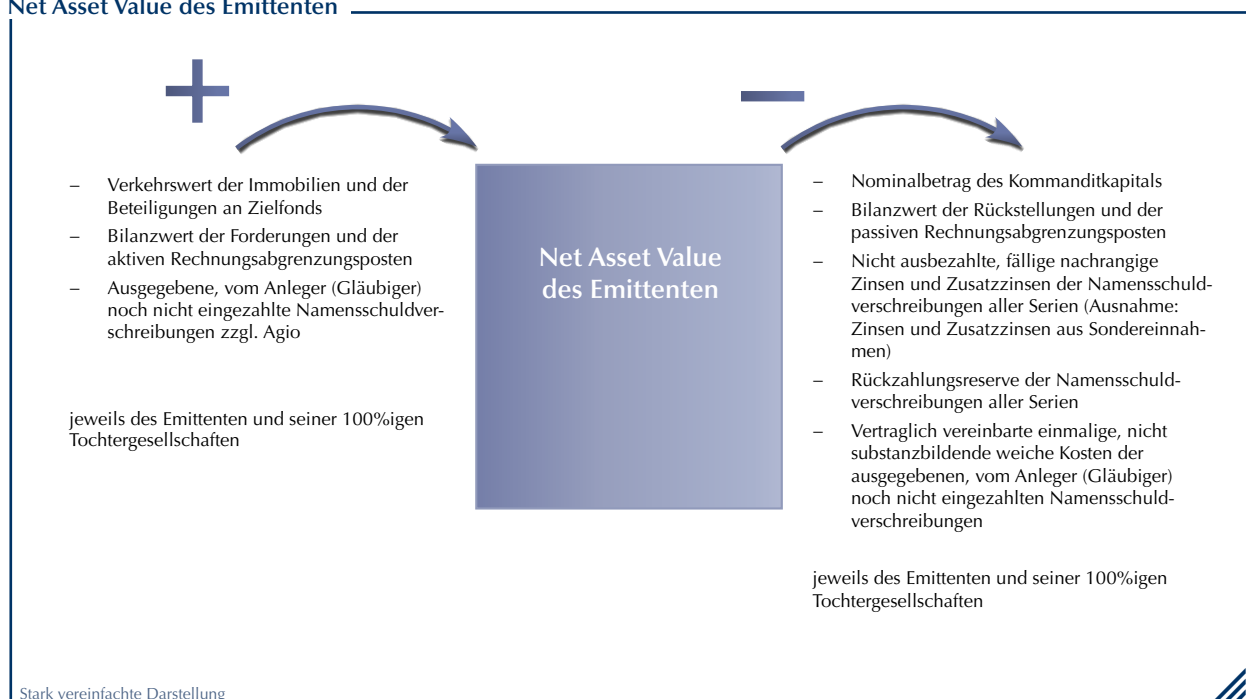 Net Asset Value des Emittenten
– Verkehrswert der Immobilien und der
Beteiligungen an Zielfonds
– Bilanzwert der Forderungen und der
aktiven Rechnungsabgrenzungsposten
– Ausgegebene, vom Anleger (Gläubiger)
noch nicht eingezahlte Namensschuldver-
schreibungen zzgl. Agio
jeweils des Emittenten und seiner 100%igen
Tochtergesellschaften
Net Asset Value
des Emittenten
– Nominalbetrag des Kommanditkapitals
– Bilanzwert der Rückstellungen und der
passiven Rechnungsabgrenzungsposten
– Nicht ausbezahlte, fällige nachrangige
Zinsen und Zusatzzinsen der Namensschuld-
verschreibungen aller Serien (Ausnahme:
Zinsen und Zusatzzinsen aus Sondereinnah-
men)
– Rückzahlungsreserve der Namensschuld-
verschreibungen aller Serien
– Vertraglich vereinbarte einmalige, nicht
substanzbildende weiche Kosten der
ausgegebenen, vom Anleger (Gläubiger)
noch nicht eingezahlten Namensschuld-
verschreibungen
jeweils des Emittenten und seiner 100%igen
Tochtergesellschaften
Stark vereinfachte Darstellung